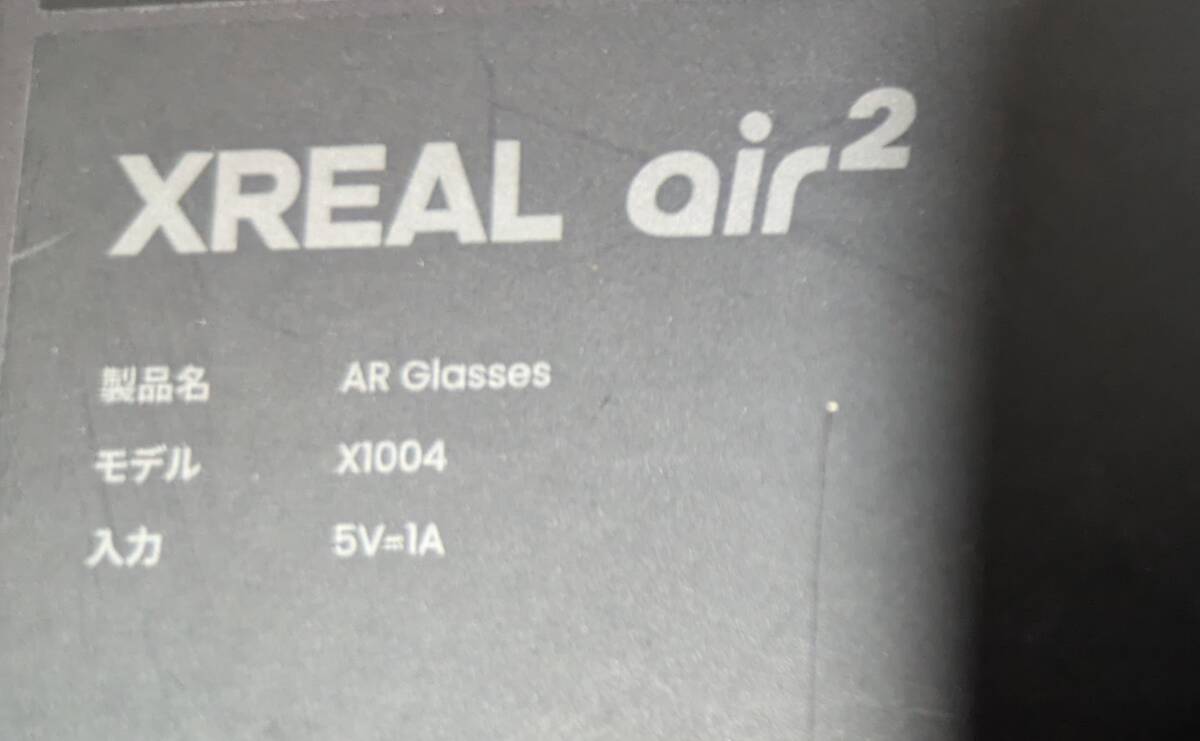 XREAL air²
製品名 AR Glasses
モデル X1004
入力 5V⎓1A